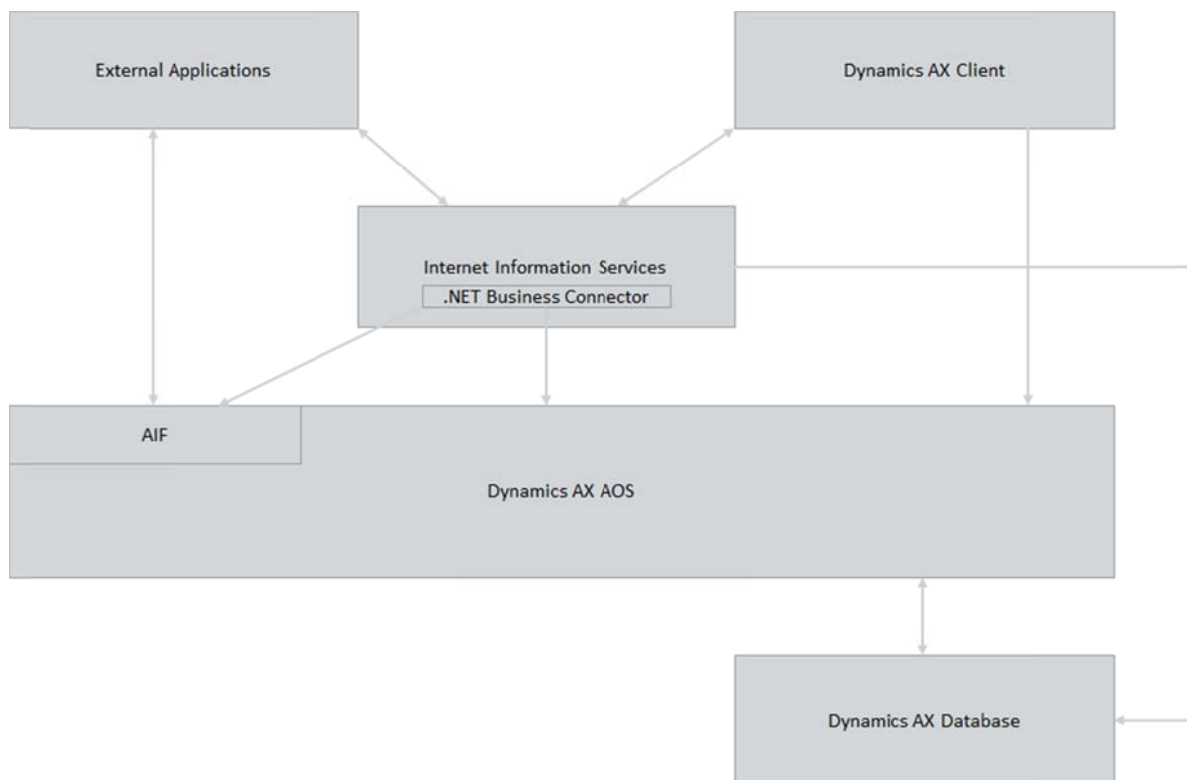 External Applications
Dynamics AX Client
Internet Information Services
.NET Business Connector
AIF
Dynamics AX AOS
Dynamics AX Database